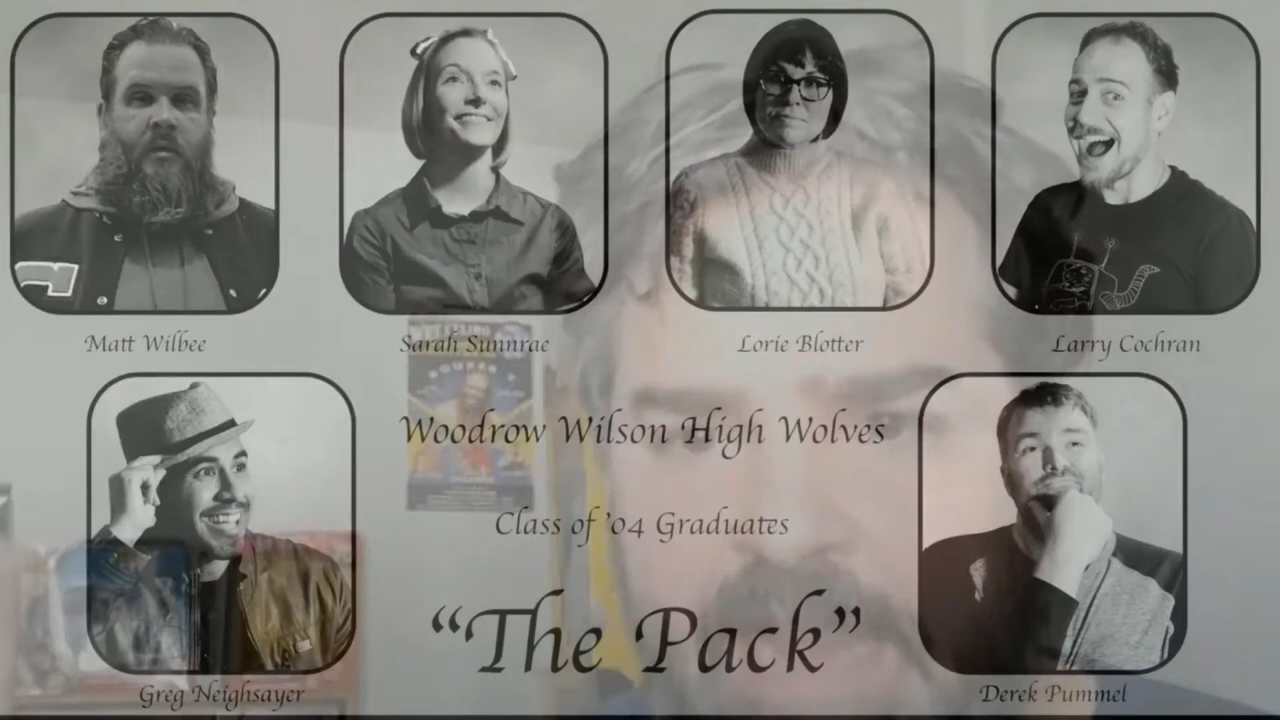 Matt Wilbee
Sarah Sunnrae
Lorie Blotter
Larry Cochran
BOOKER T
Woodrow Wilson High Wolves
Class of '04 Graduates
"The Pack"
Greg Neighsayer
Derek Pummel